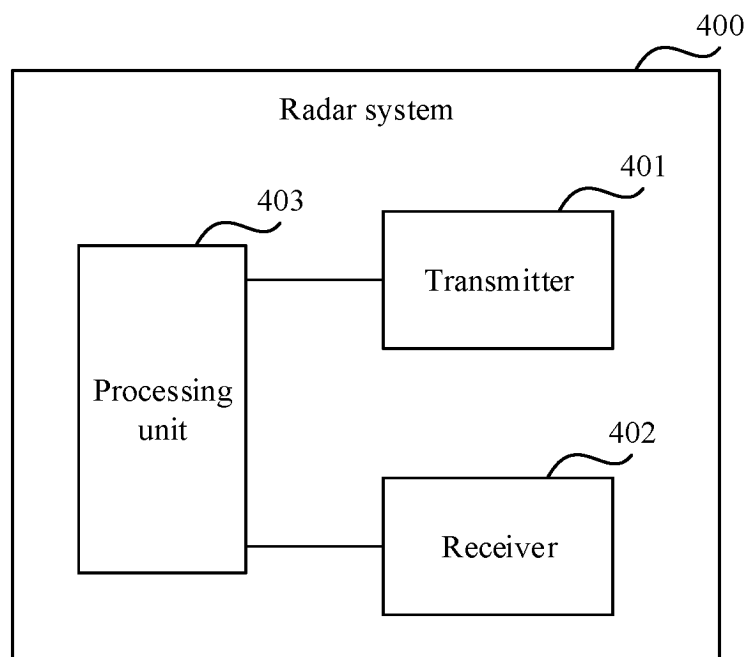 400
Radar system
401
403
Transmitter
Processing
unit
402
Receiver